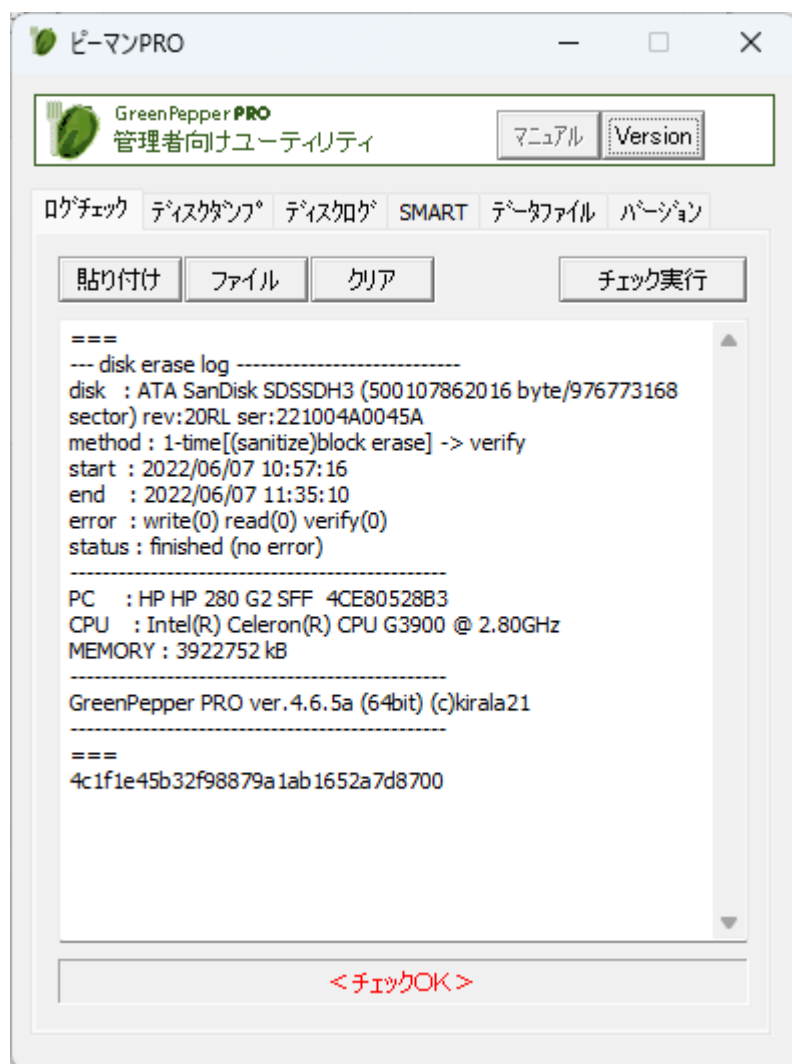 ピーマンPRO
GreenPepper PRO
管理者向けユーティリティ
マニュアル Version
ログチェック ディスクダンプ ディスクログ SMART データファイル バージョン
貼り付け ファイル クリア チェック実行
===
--- disk erase log ----------------------------
disk : ATA SanDisk SDSSDH3 (500107862016 byte/976773168
sector) rev:20RL ser:221004A0045A
method : 1-time[(sanitize)block erase] -> verify
start : 2022/06/07 10:57:16
end : 2022/06/07 11:35:10
error : write(0) read(0) verify(0)
status : finished (no error)
-----------------------------------------------
PC : HP HP 280 G2 SFF 4CE80528B3
CPU : Intel(R) Celeron(R) CPU G3900 @ 2.80GHz
MEMORY : 3922752 kB
-----------------------------------------------
GreenPepper PRO ver.4.6.5a (64bit) (c)kirala21
-----------------------------------------------
===
4c1f1e45b32f98879a1ab1652a7d8700
<チェックOK>